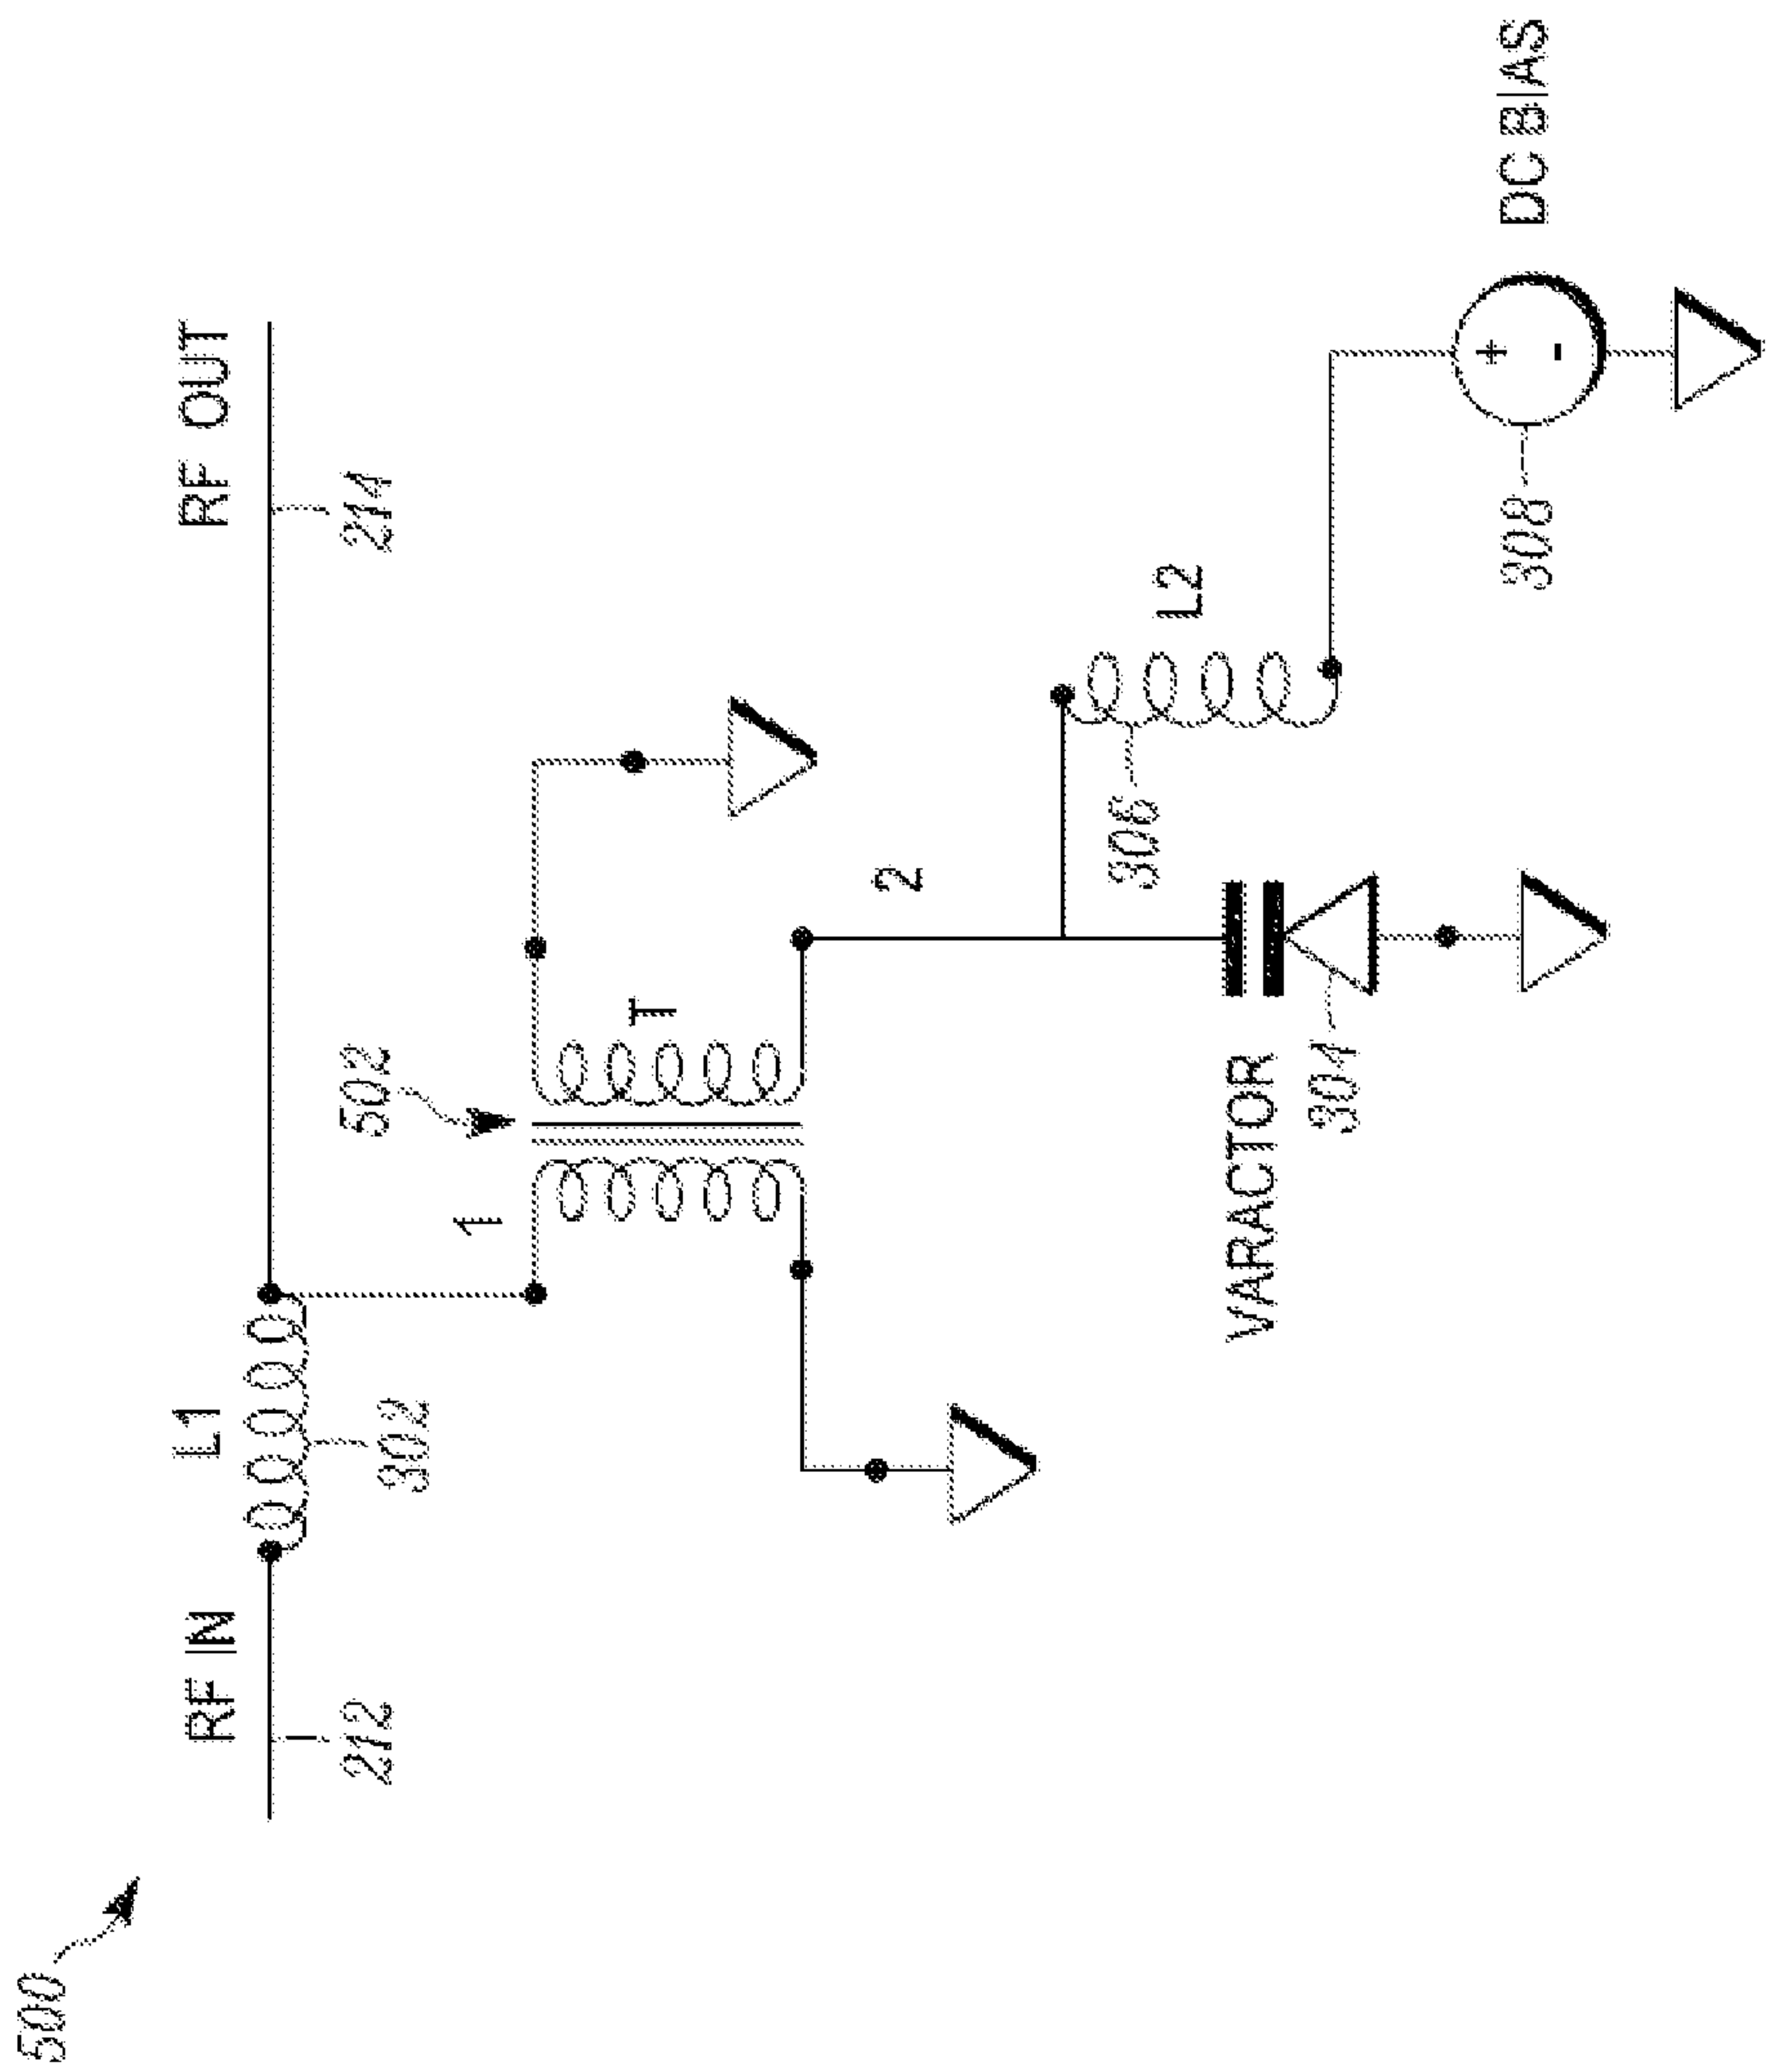 500
RF IN
212
L1
302
RF OUT
214
502
1
T
2
L2
306
VARACTOR
304
308
+
-
DC BIAS